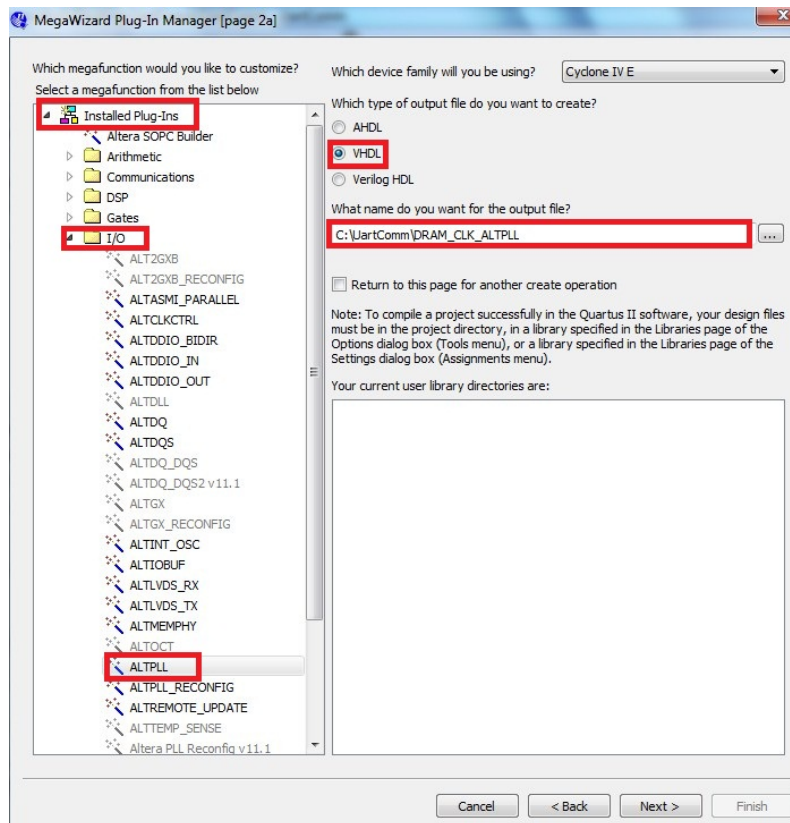 MegaWizard Plug-In Manager [page 2a]
Which megafunction would you like to customize?
Select a megafunction from the list below
Installed Plug-Ins
Altera SOPC Builder
Arithmetic
Communications
DSP
Gates
I/O
ALT2GXB
ALT2GXB_RECONFIG
ALTASMI_PARALLEL
ALTCLKCTRL
ALTDDIO_BIDIR
ALTDDIO_IN
ALTDDIO_OUT
ALTDLL
ALTDQ
ALTDQS
ALTDQ_DQS
ALTDQ_DQS2 v11.1
ALTGX
ALTGX_RECONFIG
ALTINT_OSC
ALTIOBUF
ALTLVDS_RX
ALTLVDS_TX
ALTMEMPHY
ALTOCT
ALTPLL
ALTPLL_RECONFIG
ALTREMOTE_UPDATE
ALTTEMP_SENSE
Altera PLL Reconfig v11.1
Which device family will you be using?
Cyclone IV E
Which type of output file do you want to create?
AHDL
VHDL
Verilog HDL
What name do you want for the output file?
C:\UartComm\DRAM_CLK_ALTPLL
...
Return to this page for another create operation
Note: To compile a project successfully in the Quartus II software, your design files
must be in the project directory, in a library specified in the Libraries page of the
Options dialog box (Tools menu), or a library specified in the Libraries page of the
Settings dialog box (Assignments menu).
Your current user library directories are:
Cancel
< Back
Next >
Finish